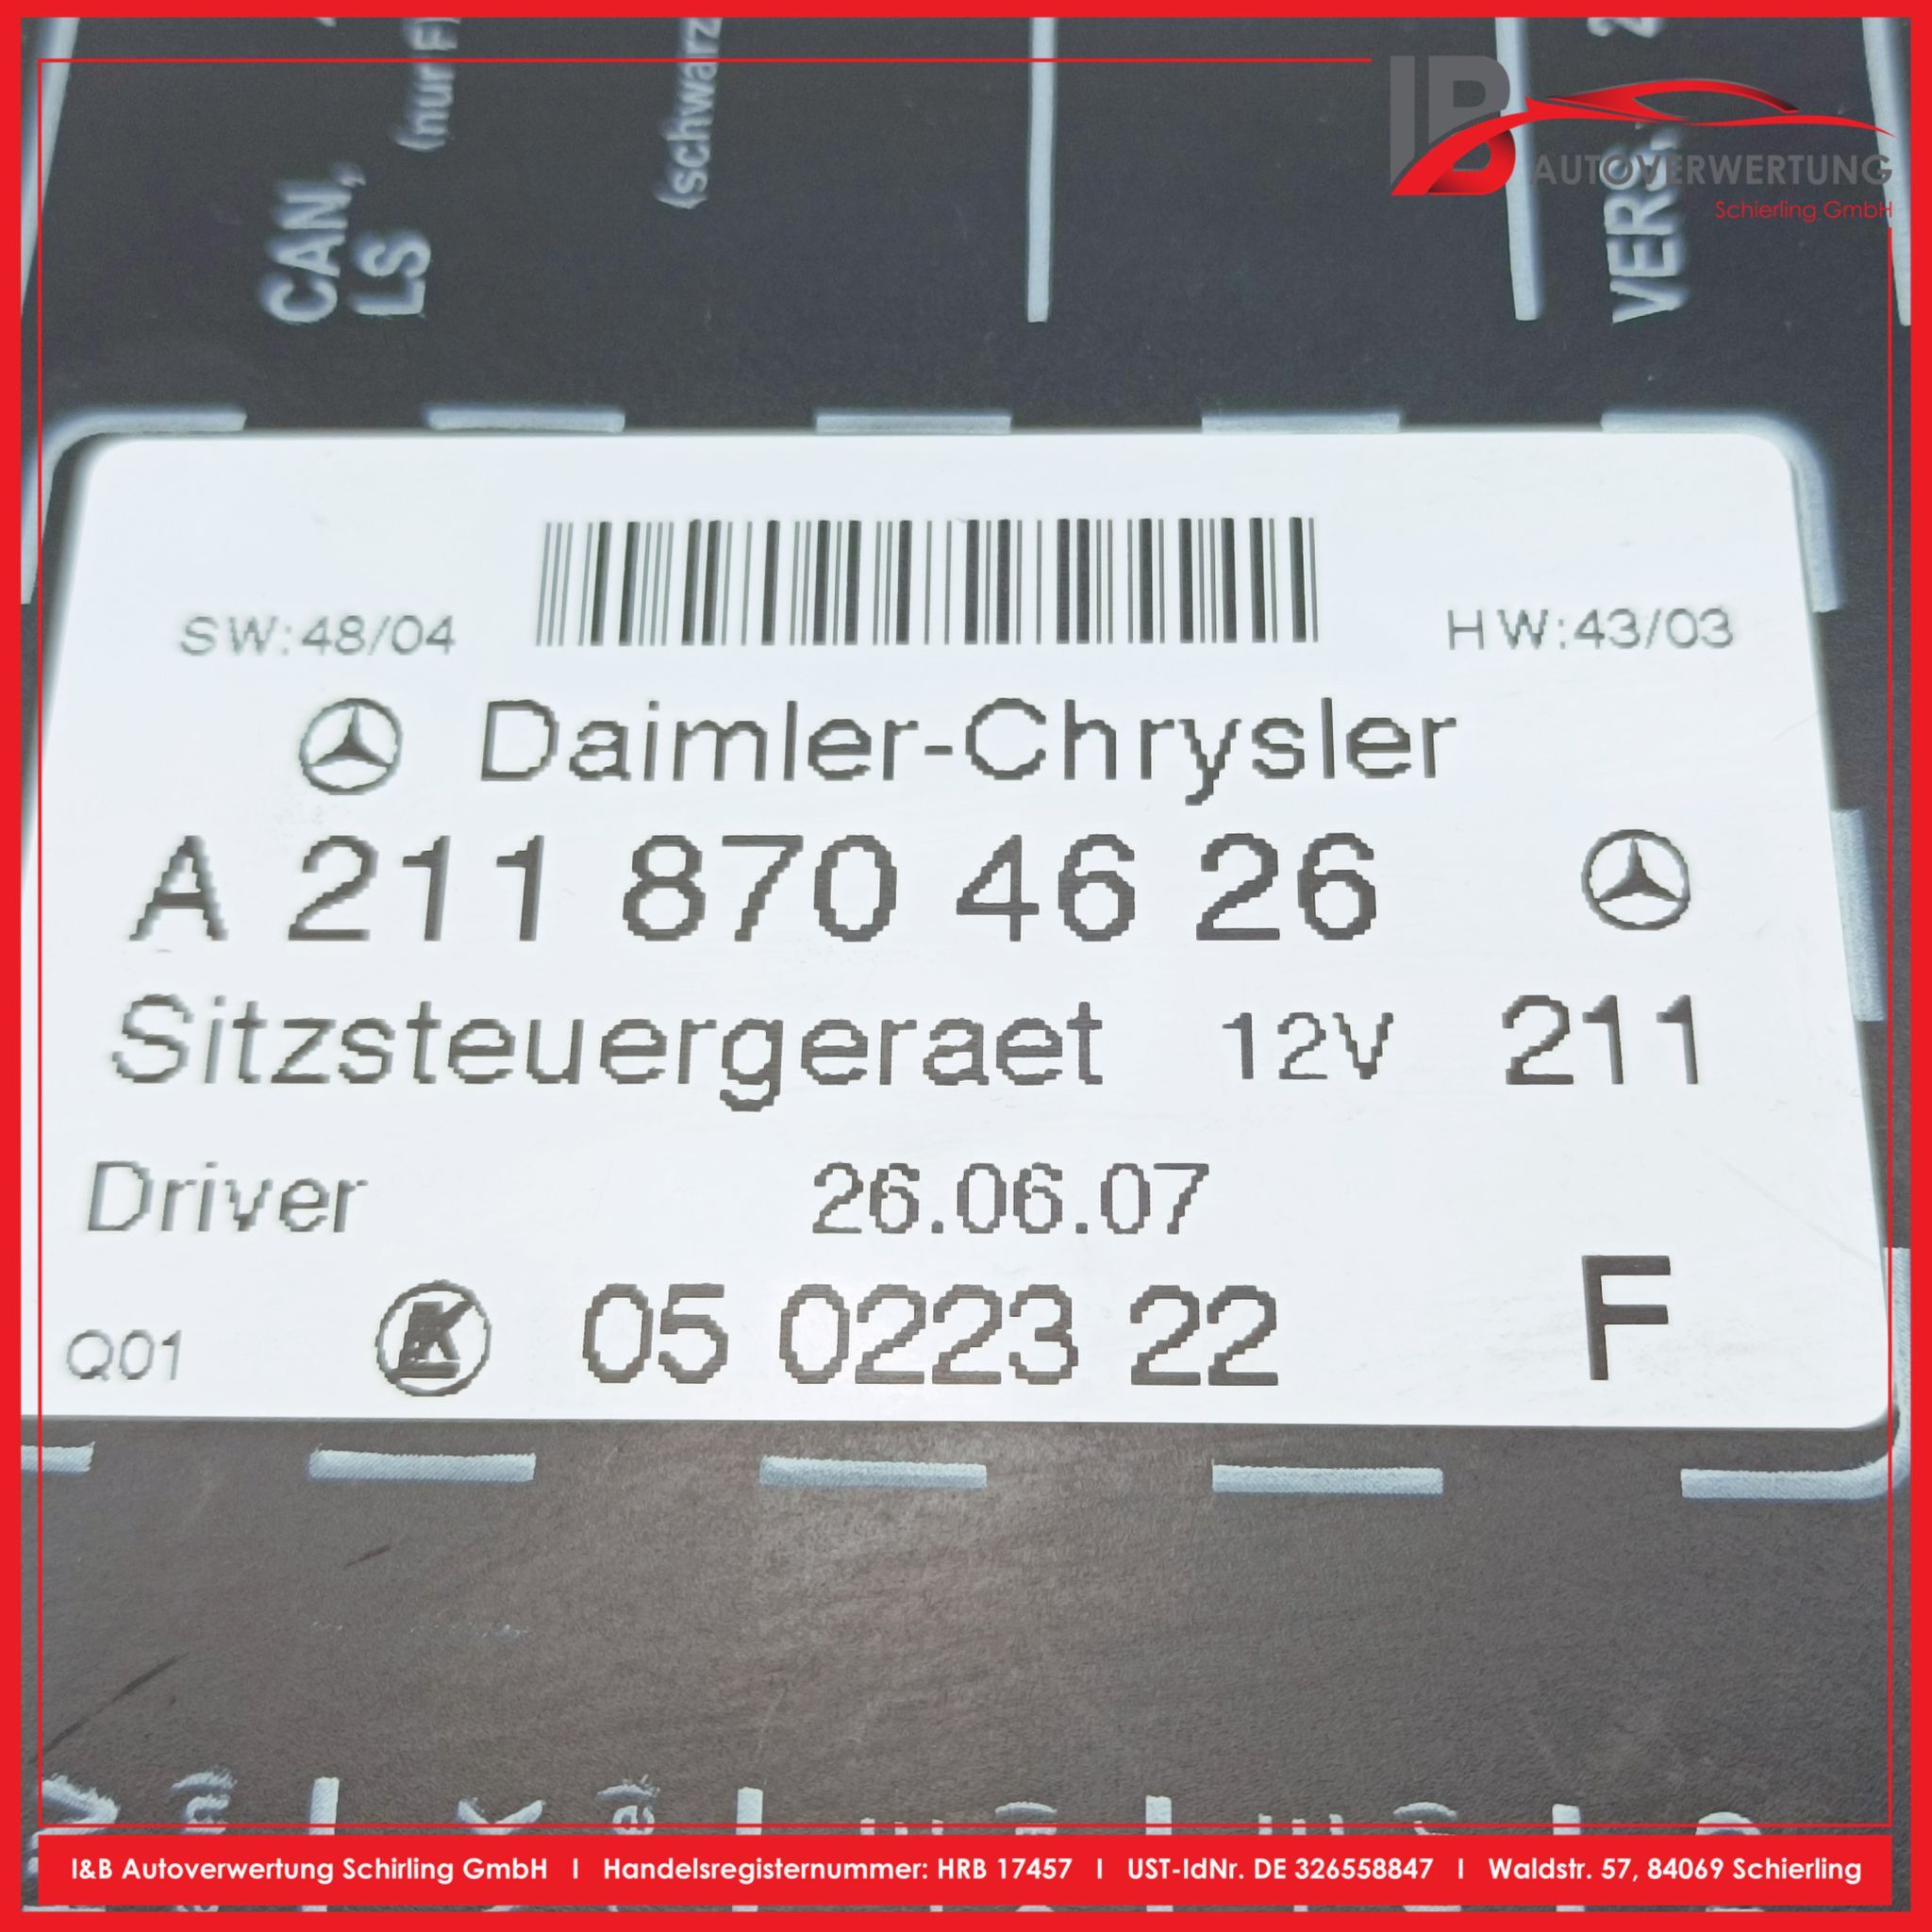 CAN,
LS
(schwarz
VERS.
IB
AUTOVERWERTUNG
Schierling GmbH
SW:48/04
HW:43/03
Daimler-Chrysler
A 211 870 46 26
Sitzsteuergeraet 12V 211
Driver 26.06.07
Q01 LK 05 0223 22 F
I&B Autoverwertung Schirling GmbH I Handelsregisternummer: HRB 17457 I UST-IdNr. DE 326558847 I Waldstr. 57, 84069 Schierling